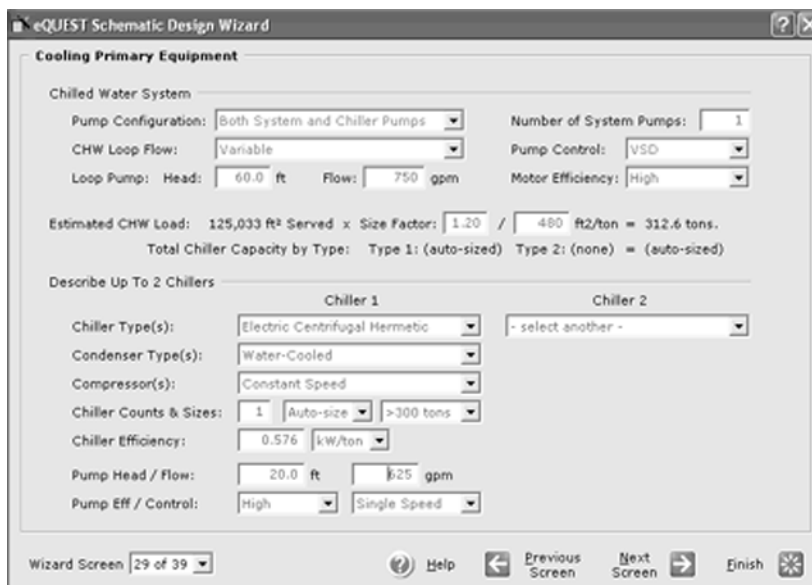 eQUEST Schematic Design Wizard
Cooling Primary Equipment
Chilled Water System
Pump Configuration: Both System and Chiller Pumps Number of System Pumps: 1
CHW Loop Flow: Variable Pump Control: VSD
Loop Pump: Head: 60.0 ft Flow: 750 gpm Motor Efficiency: High
Estimated CHW Load: 125,033 ft² Served x Size Factor: 1.20 / 480 ft2/ton = 312.6 tons.
Total Chiller Capacity by Type: Type 1: (auto-sized) Type 2: (none) = (auto-sized)
Describe Up To 2 Chillers
Chiller 1 Chiller 2
Chiller Type(s): Electric Centrifugal Hermetic - select another -
Condenser Type(s): Water-Cooled
Compressor(s): Constant Speed
Chiller Counts & Sizes: 1 Auto-size >300 tons
Chiller Efficiency: 0.576 kW/ton
Pump Head / Flow: 20.0 ft 625 gpm
Pump Eff / Control: High Single Speed
Wizard Screen 29 of 39 Help Previous Screen Next Screen Finish